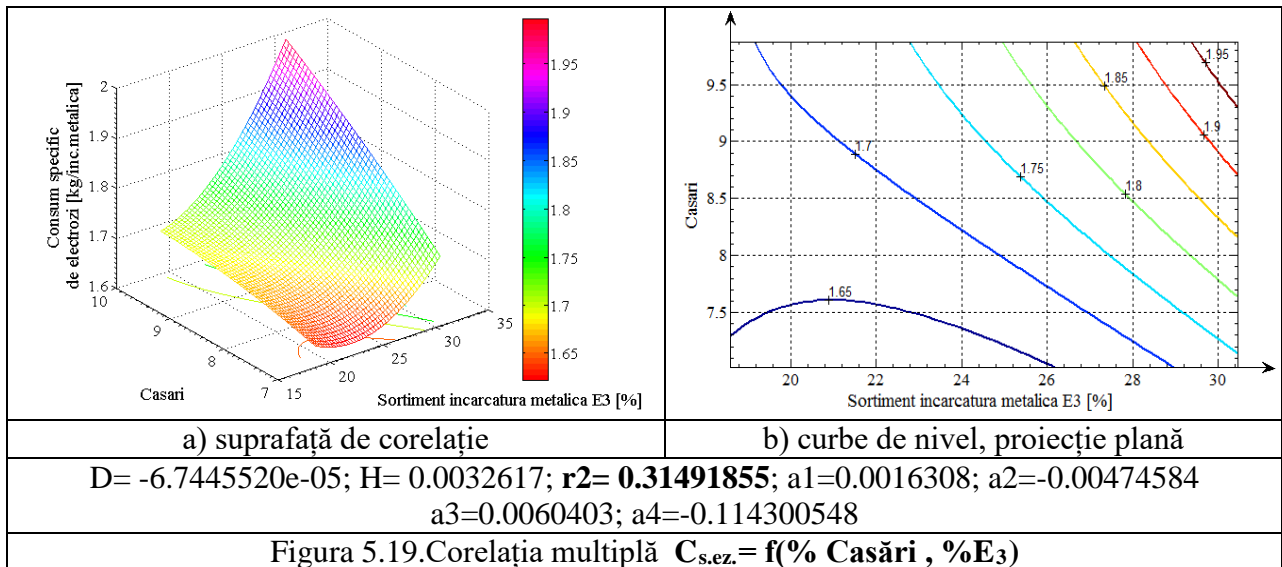 Consum specific
de electrozi [kg/inc.metalica]
2
1.9
1.8
1.7
1.6
10
9
8
7
15
20
25
30
35
Casari
Sortiment incarcatura metalica E3 [%]
1.95
1.9
1.85
1.8
1.75
1.7
1.65
Casari
9.5
9
8.5
8
7.5
1.95
1.85
1.9
1.7
1.75
1.8
1.65
20 22 24 26 28 30
Sortiment incarcatura metalica E3 [%]
a) suprafață de corelație
b) curbe de nivel, proiecție plană
D= -6.7445520e-05; H= 0.0032617; r2= 0.31491855; a1=0.0016308; a2=-0.00474584
a3=0.0060403; a4=-0.114300548
Figura 5.19.Corelația multiplă C_s.ez.= f(% Casări , %E3)